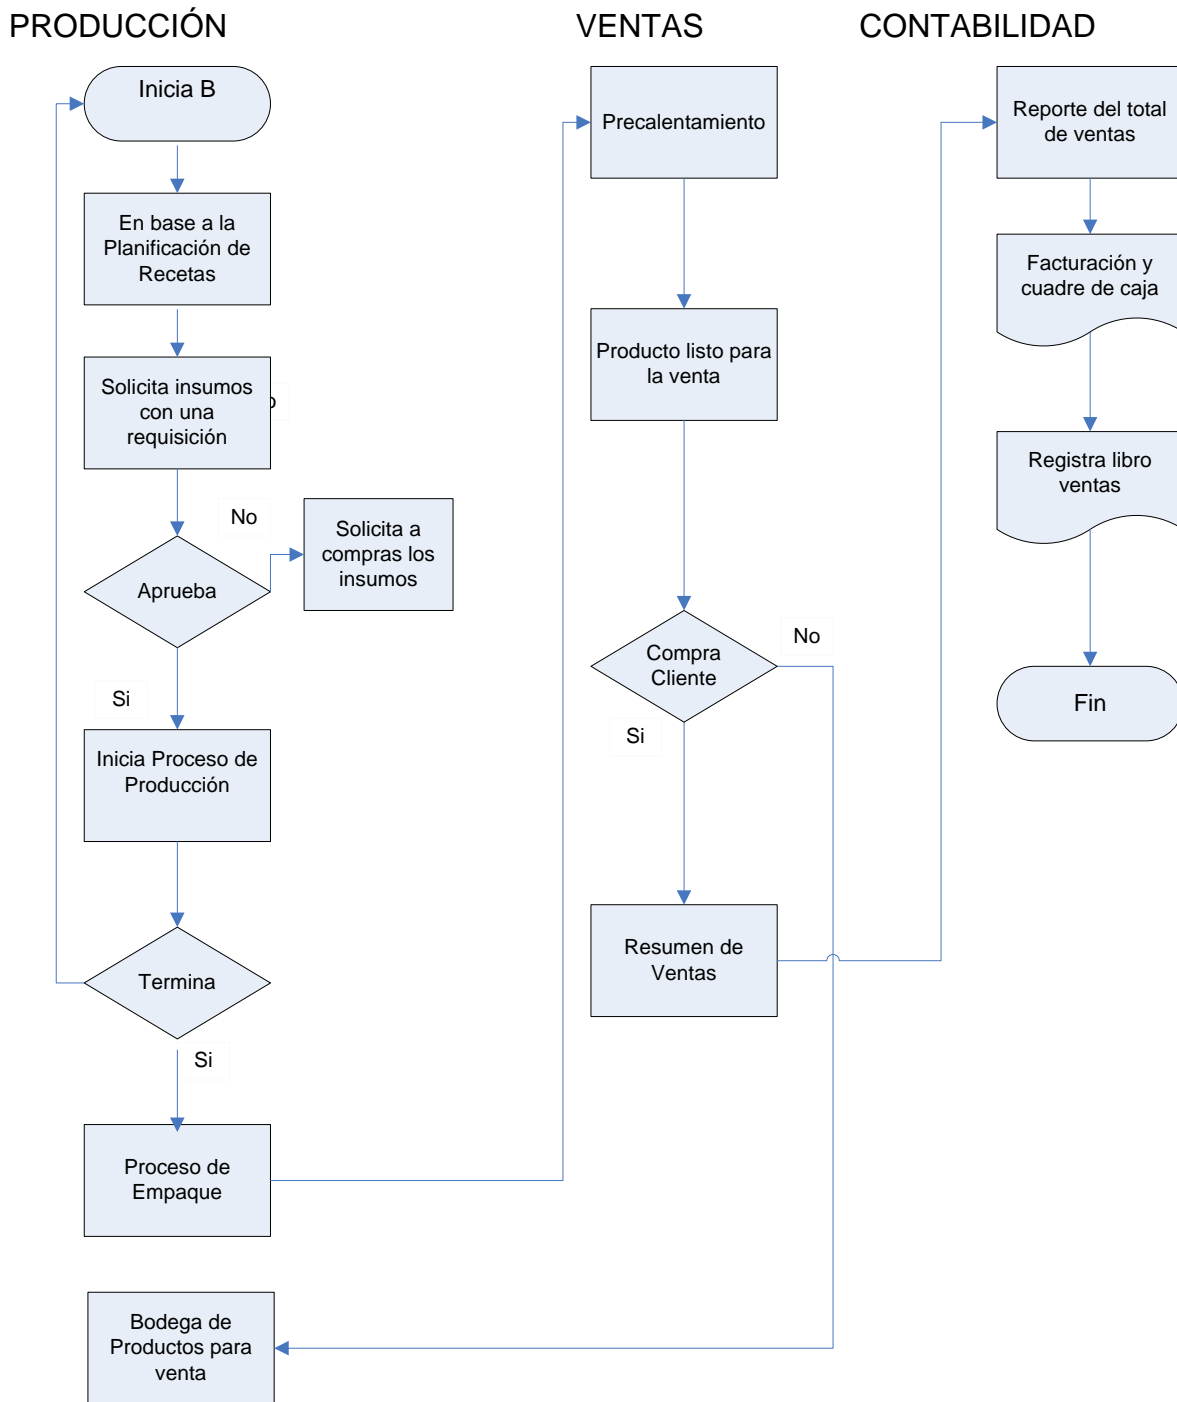 PRODUCCIÓN
VENTAS
CONTABILIDAD
Inicia B
En base a la
Planificación de
Recetas
Solicita insumos
con una
requisición
No
Solicita a
compras los
insumos
Aprueba
Si
Inicia Proceso de
Producción
Termina
Si
Proceso de
Empaque
Bodega de
Productos para
venta
Precalentamiento
Producto listo para
la venta
Compra
Cliente
No
Si
Resumen de
Ventas
Reporte del total
de ventas
Facturación y
cuadre de caja
Registra libro
ventas
Fin